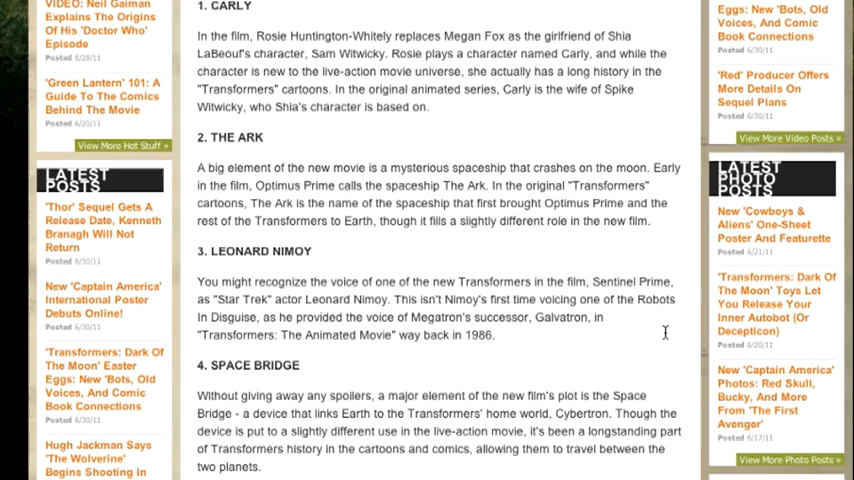 VIDEO: Neil Gaiman
Explains The Origins
Of His 'Doctor Who'
Episode
Posted 6/28/11
'Green Lantern' 101: A
Guide To The Comics
Behind The Movie
Posted 6/20/11
View More Hot Stuff »
LATEST
POSTS
'Thor' Sequel Gets A
Release Date, Kenneth
Branagh Will Not
Return
Posted 6/30/11
New 'Captain America'
International Poster
Debuts Online!
Posted 6/30/11
'Transformers: Dark Of
The Moon' Easter
Eggs: New 'Bots, Old
Voices, And Comic
Book Connections
Posted 6/30/11
Hugh Jackman Says
'The Wolverine'
Begins Shooting In
1. CARLY
In the film, Rosie Huntington-Whitely replaces Megan Fox as the girlfriend of Shia
LaBeouf's character, Sam Witwicky. Rosie plays a character named Carly, and while the
character is new to the live-action movie universe, she actually has a long history in the
"Transformers" cartoons. In the original animated series, Carly is the wife of Spike
Witwicky, who Shia's character is based on.
2. THE ARK
A big element of the new movie is a mysterious spaceship that crashes on the moon. Early
in the film, Optimus Prime calls the spaceship The Ark. In the original "Transformers"
cartoons, The Ark is the name of the spaceship that first brought Optimus Prime and the
rest of the Transformers to Earth, though it fills a slightly different role in the new film.
3. LEONARD NIMOY
You might recognize the voice of one of the new Transformers in the film, Sentinel Prime,
as "Star Trek" actor Leonard Nimoy. This isn't Nimoy's first time voicing one of the Robots
In Disguise, as he provided the voice of Megatron's successor, Galvatron, in
"Transformers: The Animated Movie" way back in 1986.
4. SPACE BRIDGE
Without giving away any spoilers, a major element of the new film's plot is the Space
Bridge - a device that links Earth to the Transformers' home world, Cybertron. Though the
device is put to a slightly different use in the live-action movie, it's been a longstanding part
of Transformers history in the cartoons and comics, allowing them to travel between the
two planets.
Eggs: New 'Bots, Old
Voices, And Comic
Book Connections
Posted 6/30/11
'Red' Producer Offers
More Details On
Sequel Plans
Posted 6/30/11
View More Video Posts »
LATEST
PHOTO
POSTS
New 'Cowboys &
Aliens' One-Sheet
Poster And Featurette
Posted 6/21/11
'Transformers: Dark Of
The Moon' Toys Let
You Release Your
Inner Autobot (Or
Decepticon)
Posted 6/20/11
New 'Captain America'
Photos: Red Skull,
Bucky, And More
From 'The First
Avenger'
Posted 6/17/11
View More Photo Posts »